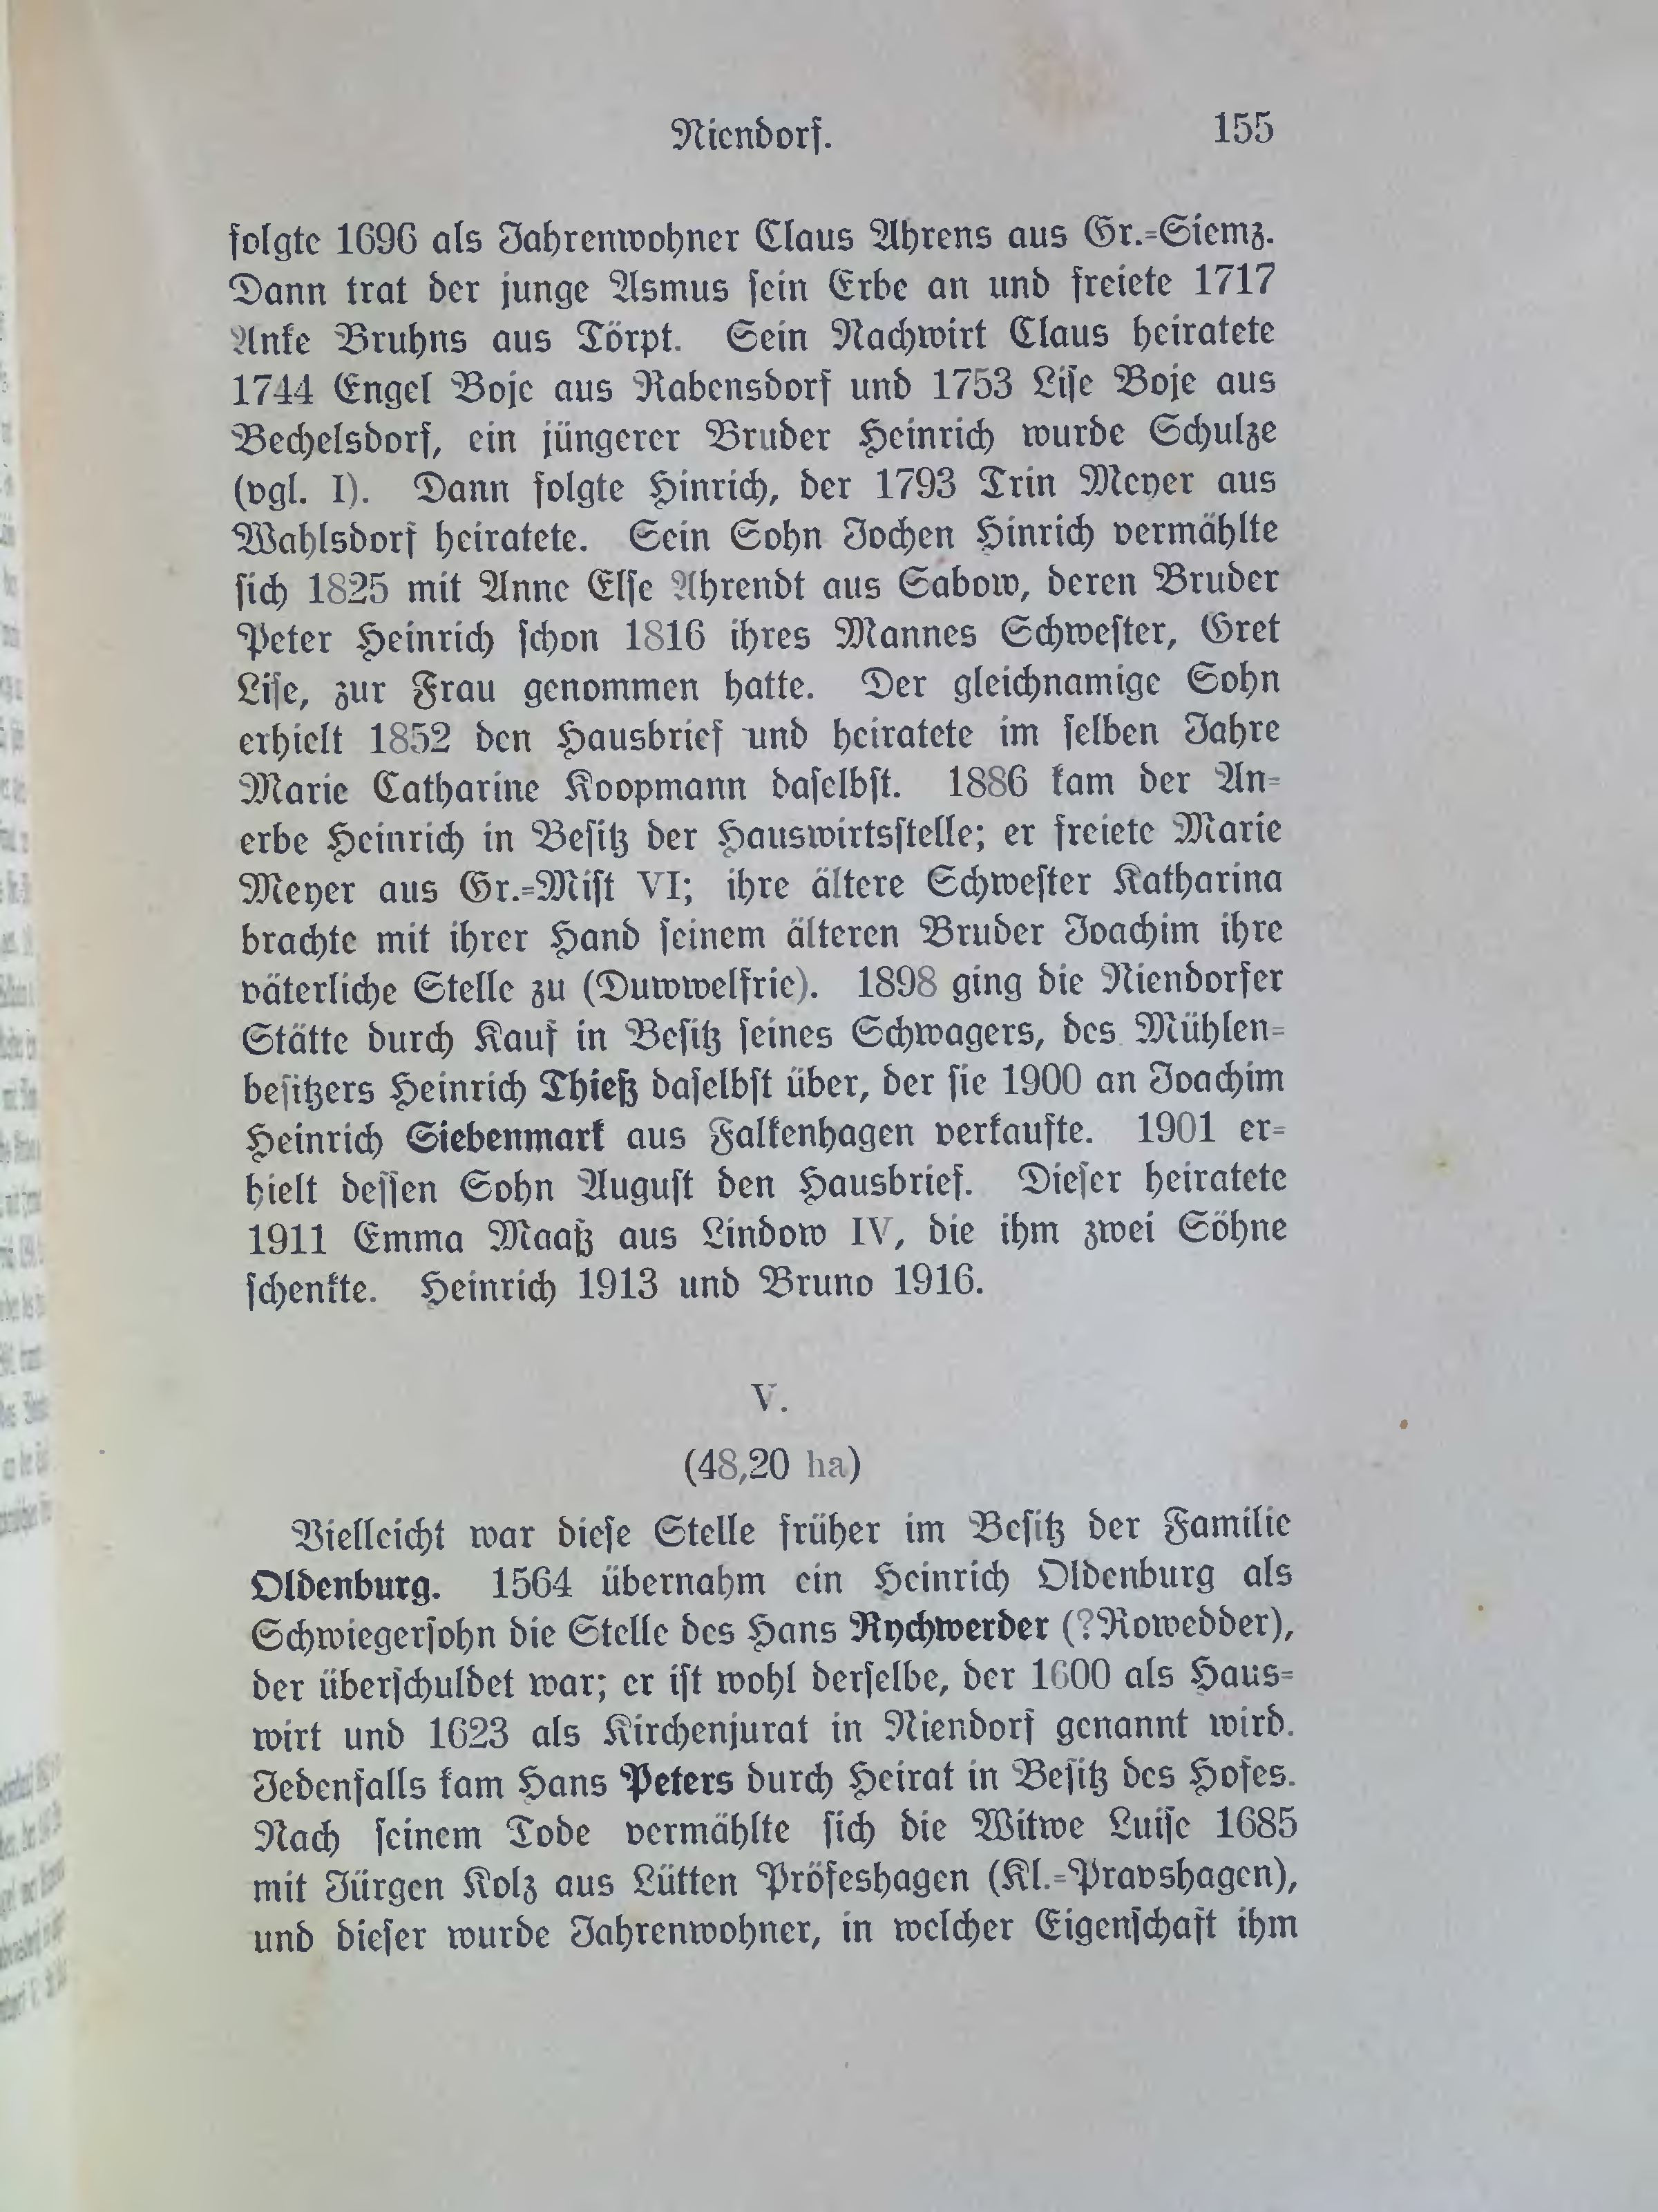 Niendorf. 155
folgte 1696 als Jahrenwohner Claus Ahrens aus Gr.-Siemz.
Dann trat der junge Asmus sein Erbe an und freiete 1717
Anke Bruhns aus Törpt. Sein Nachwirt Claus heiratete
1744 Engel Boje aus Rabensdorf und 1753 Lise Boje aus
Bechelsdorf, ein jüngerer Bruder Heinrich wurde Schulze
(vgl. I). Dann folgte Hinrich, der 1793 Trin Meyer aus
Wahlsdorf heiratete. Sein Sohn Jochen Hinrich vermählte
sich 1825 mit Anne Else Ahrendt aus Sabow, deren Bruder
Peter Heinrich schon 1816 ihres Mannes Schwester, Gret
Lise, zur Frau genommen hatte. Der gleichnamige Sohn
erhielt 1852 den Hausbrief und heiratete im selben Jahre
Marie Catharine Koopmann daselbst. 1886 kam der An-
erbe Heinrich in Besitz der Hauswirtsstelle; er freiete Marie
Meyer aus Gr.-Mist VI; ihre ältere Schwester Katharina
brachte mit ihrer Hand seinem älteren Bruder Joachim ihre
väterliche Stelle zu (Duwwelfrie). 1898 ging die Niendorfer
Stätte durch Kauf in Besitz seines Schwagers, des Mühlen-
besitzers Heinrich Thieß daselbst über, der sie 1900 an Joachim
Heinrich Siebenmark aus Falkenhagen verkaufte. 1901 er-
hielt dessen Sohn August den Hausbrief. Dieser heiratete
1911 Emma Maaß aus Lindow IV, die ihm zwei Söhne
schenkte. Heinrich 1913 und Bruno 1916.
V.
(48,20 ha)
Vielleicht war diese Stelle früher im Besitz der Familie
Oldenburg. 1564 übernahm ein Heinrich Oldenburg als
Schwiegersohn die Stelle des Hans Rychwerder (?Rowedder),
der überschuldet war; er ist wohl derselbe, der 1600 als Haus-
wirt und 1623 als Kirchenjurat in Niendorf genannt wird.
Jedenfalls kam Hans Peters durch Heirat in Besitz des Hofes.
Nach seinem Tode vermählte sich die Witwe Luise 1685
mit Jürgen Kolz aus Lütten Pröfeshagen (Kl.-Pravshagen),
und dieser wurde Jahrenwohner, in welcher Eigenschaft ihm